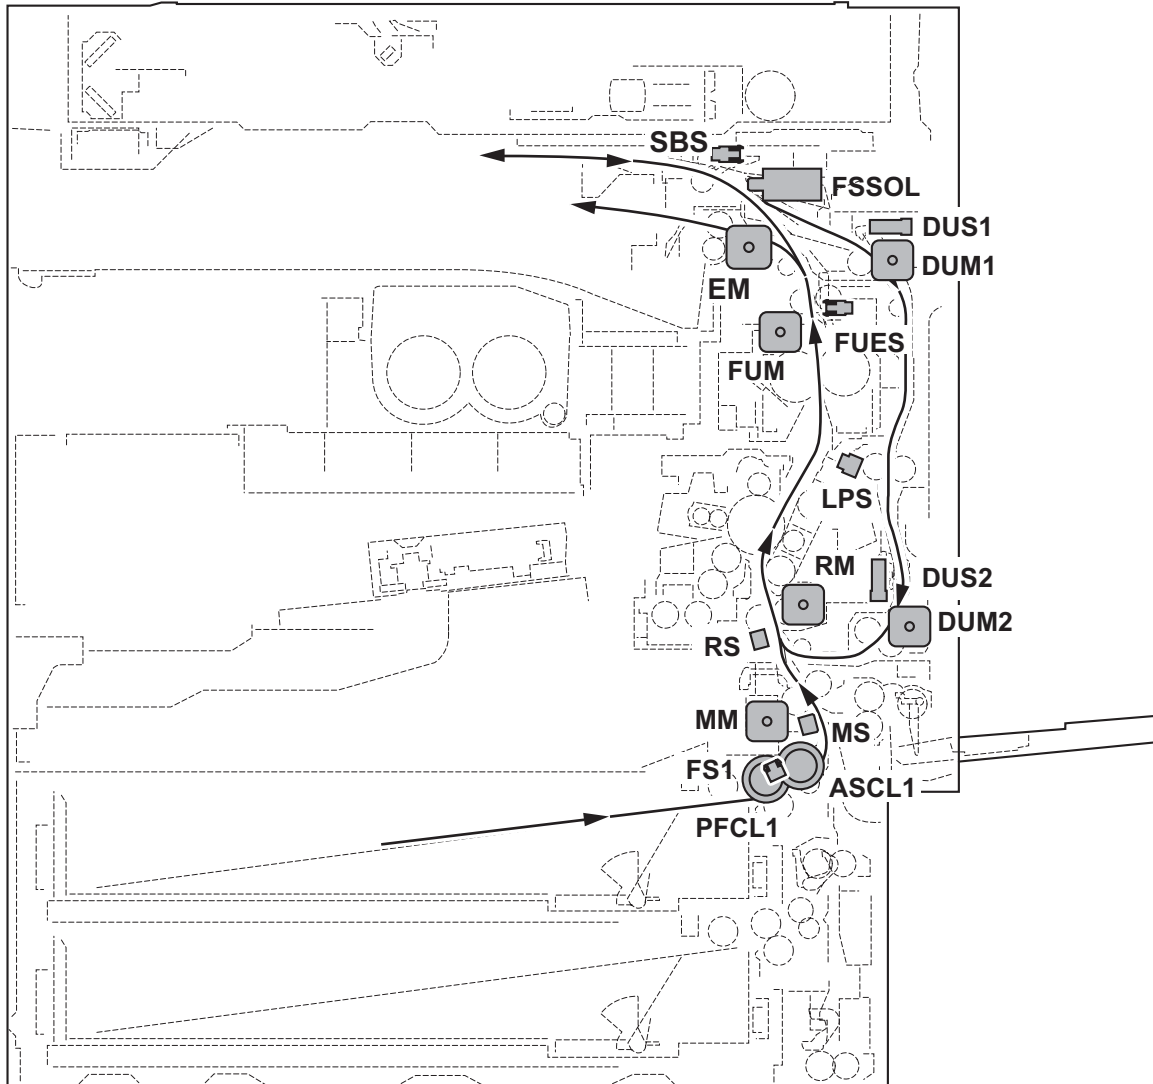 SBS
FSSOL
DUS1
DUM1
EM
FUES
FUM
LPS
RM
DUS2
DUM2
RS
MM
MS
FS1
ASCL1
PFCL1